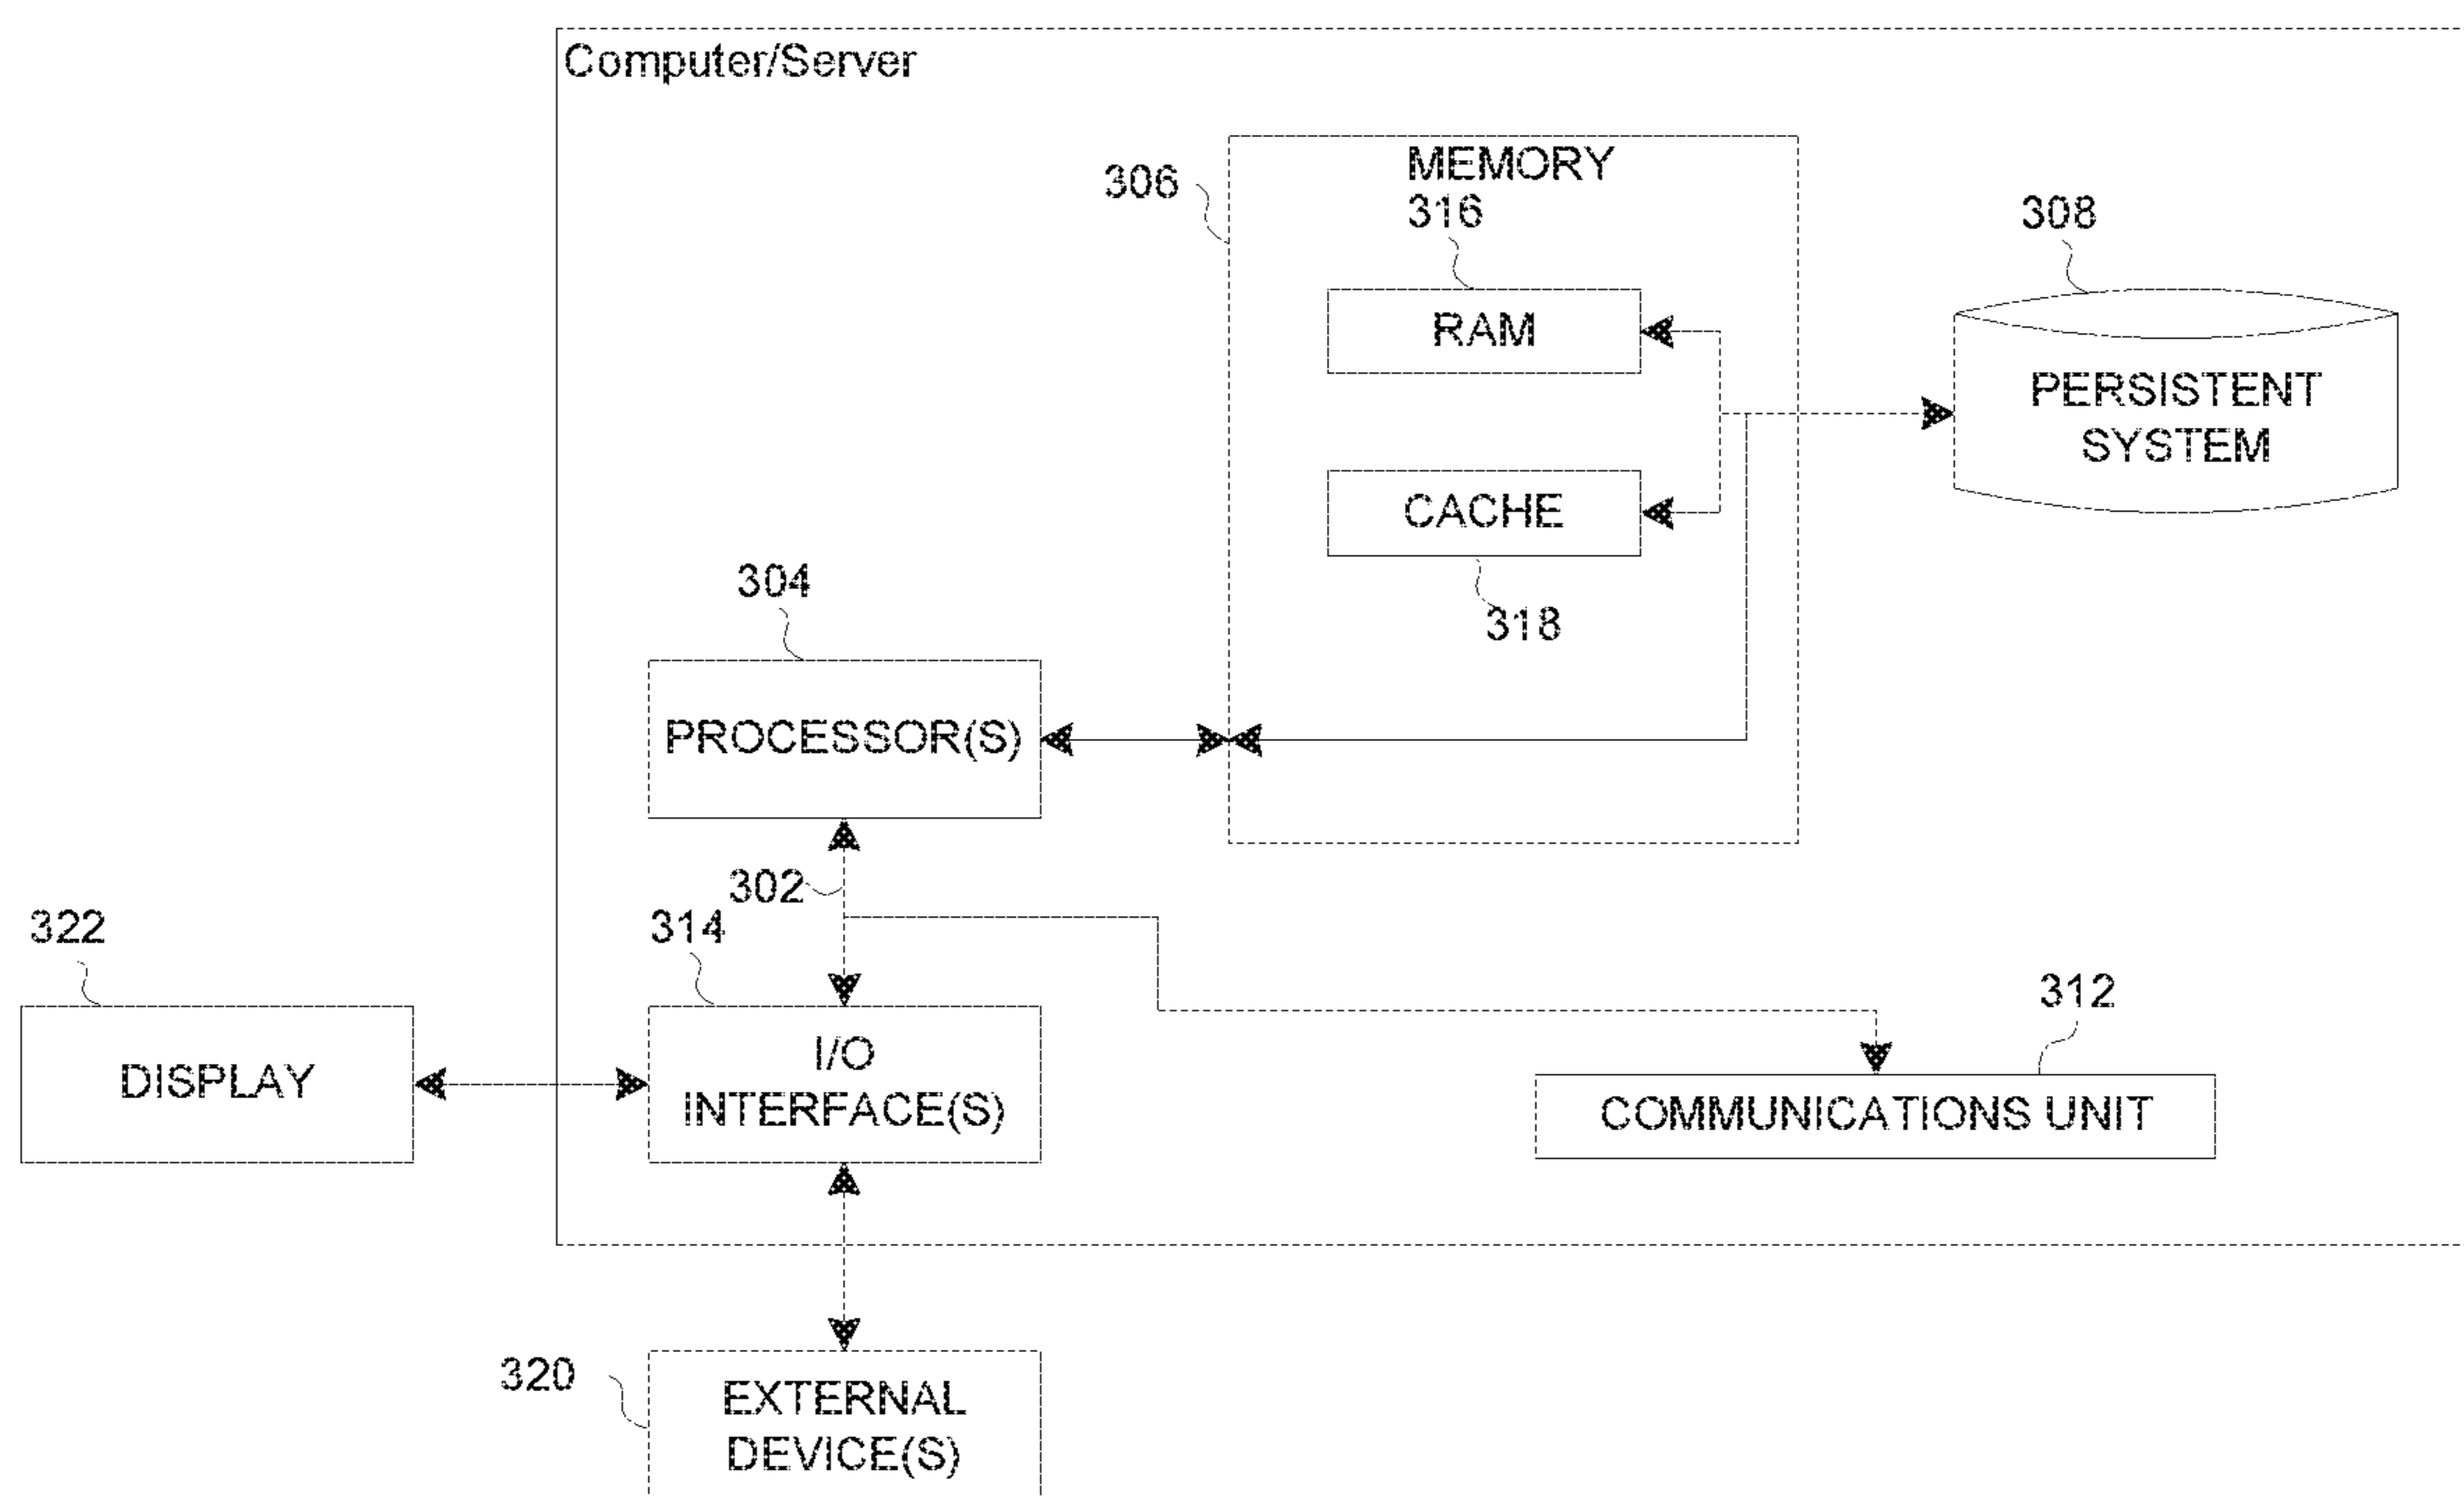 Computer/Server
306
MEMORY
316
308
RAM
PERSISTENT
SYSTEM
CACHE
318
304
PROCESSOR(S)
302
322
314
312
DISPLAY
I/O
INTERFACE(S)
COMMUNICATIONS UNIT
320
EXTERNAL
DEVICE(S)